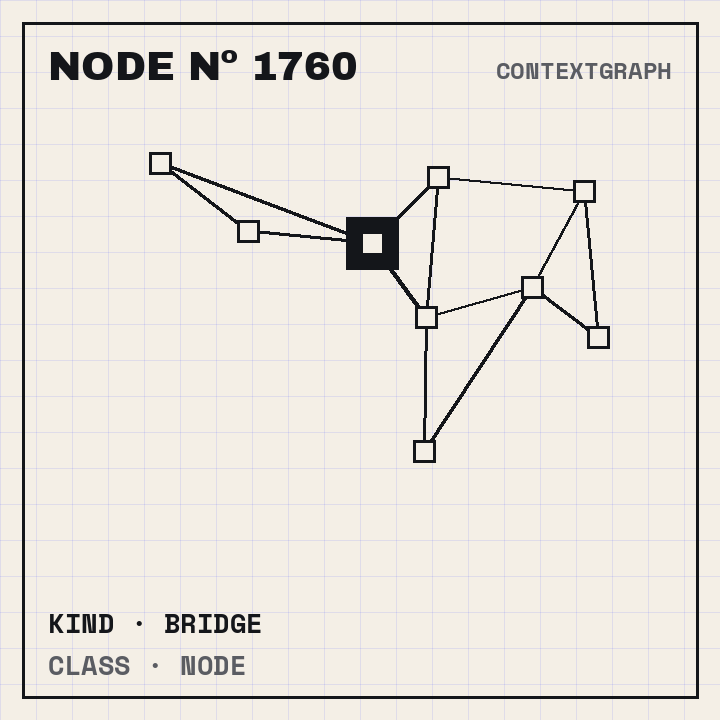 NODE Nº 1760
CONTEXTGRAPH
KIND · BRIDGE
CLASS · NODE